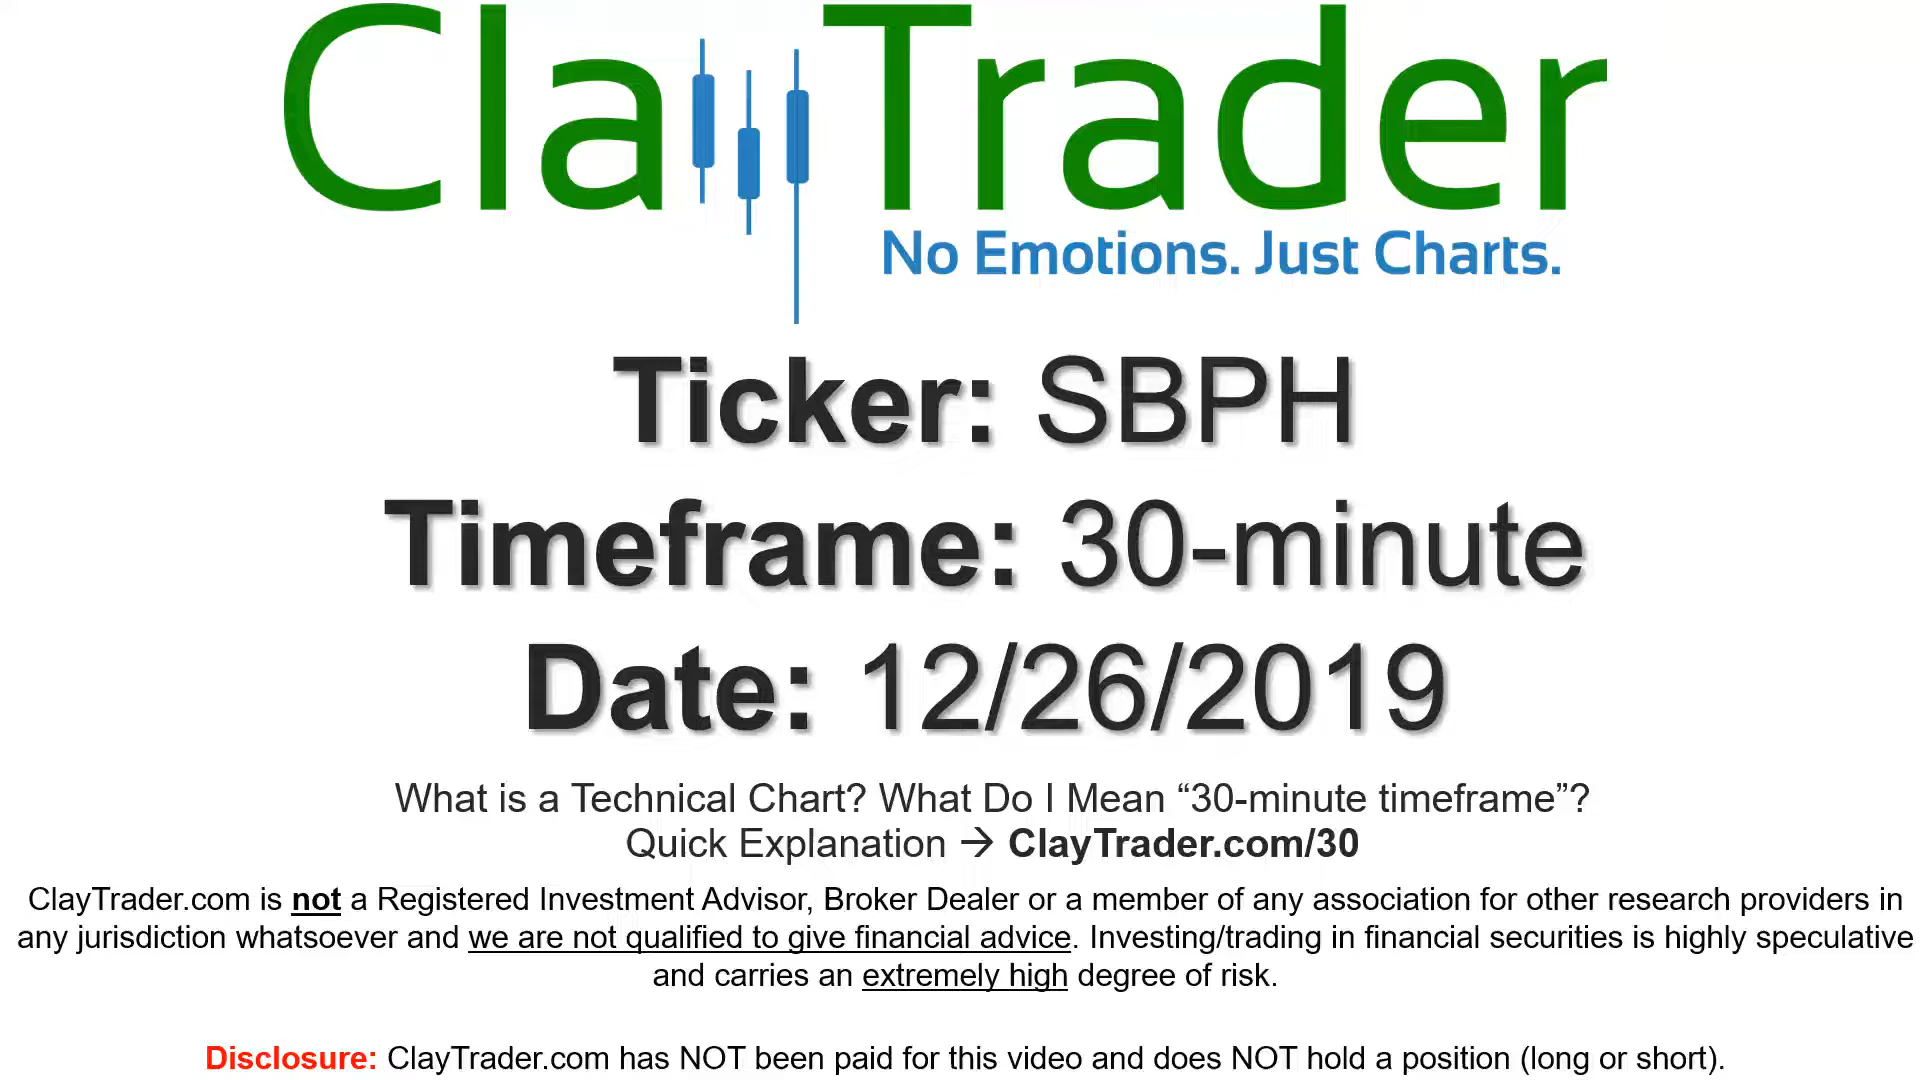 ClayTrader
No Emotions. Just Charts.
Ticker: SBPH
Timeframe: 30-minute
Date: 12/26/2019
What is a Technical Chart? What Do I Mean “30-minute timeframe”?
Quick Explanation → ClayTrader.com/30
ClayTrader.com is not a Registered Investment Advisor, Broker Dealer or a member of any association for other research providers in
any jurisdiction whatsoever and we are not qualified to give financial advice. Investing/trading in financial securities is highly speculative
and carries an extremely high degree of risk.
Disclosure: ClayTrader.com has NOT been paid for this video and does NOT hold a position (long or short).